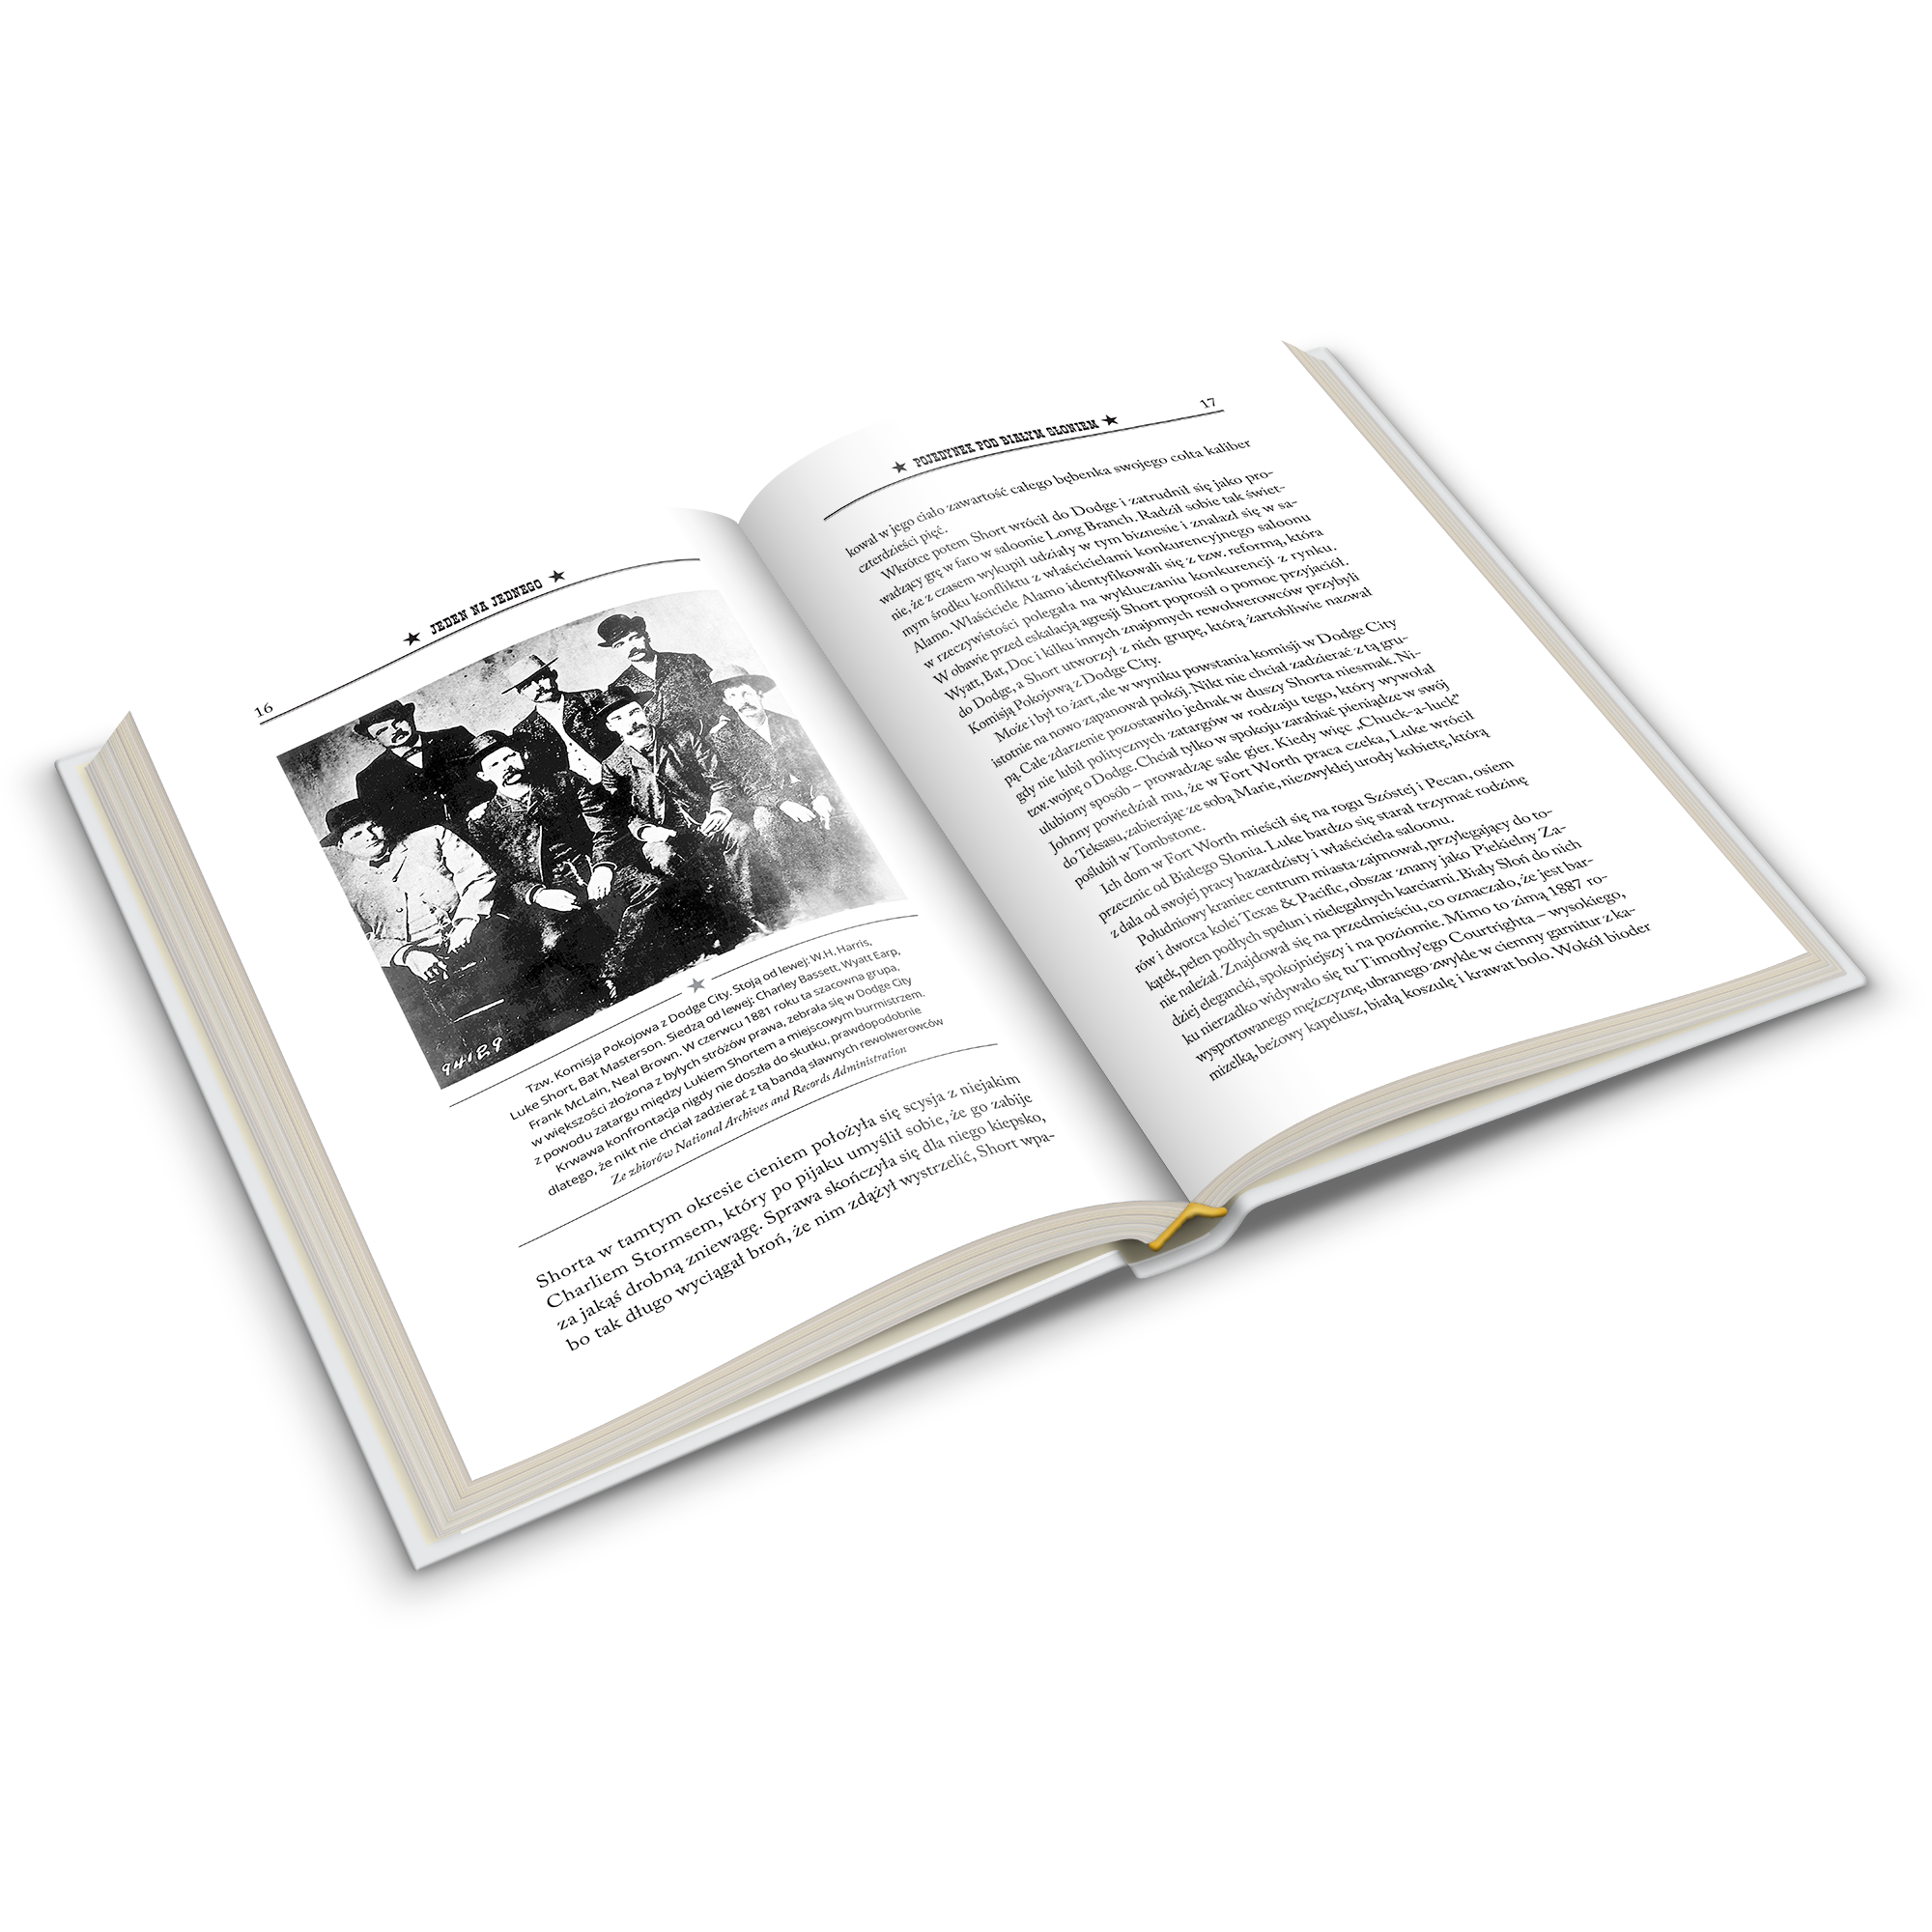 16
★ JEDEN NA JEDNEGO ★
94129
Tzw. Komisja Pokojowa z Dodge City. Stoją od lewej: W.H. Harris,
Luke Short, Bat Masterson. Siedzą od lewej: Charley Bassett, Wyatt Earp,
Frank McLain, Neal Brown. W czerwcu 1881 roku ta szacowna grupa,
w większości złożona z byłych stróżów prawa, zebrała się w Dodge City
z powodu zatargu między Lukiem Shortem a miejscowym burmistrzem.
Krwawa konfrontacja nigdy nie doszła do skutku, prawdopodobnie
dlatego, że nikt nie chciał zadzierać z tą bandą sławnych rewolwerowców
Ze zbiorów National Archives and Records Administration
Shorta w tamtym okresie cieniem położyła się scysja z niejakim
Charliem Stormsem, który po pijaku umyślił sobie, że go zabije
za jakąś drobną zniewagę. Sprawa skończyła się dla niego kiepsko,
bo tak długo wyciągał broń, że nim zdążył wystrzelić, Short wpa-
★ POJEDYNEK POD BIAŁYM SŁONIEM ★
17
kował w jego ciało zawartość całego bębenka swojego colta kaliber
czterdzieści pięć.
Wkrótce potem Short wrócił do Dodge i zatrudnił się jako pro-
wadzący grę w faro w saloonie Long Branch. Radził sobie tak świet-
nie, że z czasem wykupił udziały w tym biznesie i znalazł się w sa-
mym środku konfliktu z właścicielami konkurencyjnego saloonu
Alamo. Właściciele Alamo identyfikowali się z tzw. reformą, która
w rzeczywistości polegała na wykluczaniu konkurencji z rynku.
W obawie przed eskalacją agresji Short poprosił o pomoc przyjaciół.
Wyatt, Bat, Doc i kilku innych znajomych rewolwerowców przybyli
do Dodge, a Short utworzył z nich grupę, którą żartobliwie nazwał
Komisją Pokojową z Dodge City.
Może i był to żart, ale w wyniku powstania komisji w Dodge City
istotnie na nowo zapanował pokój. Nikt nie chciał zadzierać z tą gru-
pą. Całe zdarzenie pozostawiło jednak w duszy Shorta niesmak. Ni-
gdy nie lubił politycznych zatargów w rodzaju tego, który wywołał
tzw. wojnę o Dodge. Chciał tylko w spokoju zarabiać pieniądze w swój
ulubiony sposób – prowadząc sale gier. Kiedy więc „Chuck-a-luck”
Johnny powiedział mu, że w Fort Worth praca czeka, Luke wrócił
do Teksasu, zabierając ze sobą Marie, niezwykłej urody kobietę, którą
poślubił w Tombstone.
Ich dom w Fort Worth mieścił się na rogu Szóstej i Pecan, osiem
przecznic od Białego Słonia. Luke bardzo się starał trzymać rodzinę
z dala od swojej pracy hazardzisty i właściciela saloonu.
Południowy kraniec centrum miasta zajmował, przylegający do to-
rów i dworca kolei Texas & Pacific, obszar znany jako Piekielny Za-
kątek, pełen podłych spelun i nielegalnych karciarni. Biały Słoń do nich
nie należał. Znajdował się na przedmieściu, co oznaczało, że jest bar-
dziej elegancki, spokojniejszy i na poziomie. Mimo to zimą 1887 ro-
ku nierzadko widywało się tu Timothy'ego Courtrighta – wysokiego,
wysportowanego mężczyznę, ubranego zwykle w ciemny garnitur z ka-
mizelką, beżowy kapelusz, białą koszulę i krawat bolo. Wokół bioder